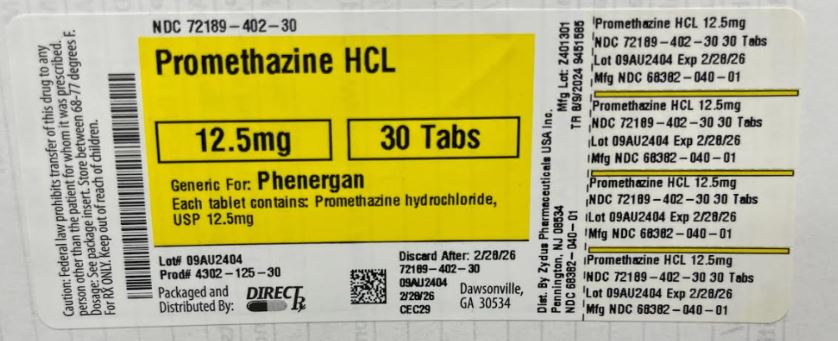 Caution: Federal law prohibits transfer of this drug to any
person other than the patient for whom it was prescribed.
Dosage: See package insert. Store between 68-77 degrees F.
For RX ONLY. Keep out of reach of children.
NDC 72189-402-30
Promethazine HCL
12.5mg
30 Tabs
Generic For: Phenergan
Each tablet contains: Promethazine hydrochloride,
USP 12.5mg
Lot# 09AU2404
Prod# 4302-125-30
Packaged and
Distributed By:
DIRECT Rx
Discard After: 2/28/26
72189-402-30
09AU2404
2/28/26
CEC29
Dawsonville,
GA 30534
Dist. By Zydus Pharmaceuticals USA Inc.
Pennington, NJ 08534
NDC 68382-040-01
Mfg Lot: Z401301
TR 8/9/2024 9451585
Promethazine HCL 12.5mg
NDC 72189-402-30 30 Tabs
Lot 09AU2404 Exp 2/28/26
Mfg NDC 68382-040-01
Promethazine HCL 12.5mg
NDC 72189-402-30 30 Tabs
Lot 09AU2404 Exp 2/28/26
Mfg NDC 68382-040-01
Promethazine HCL 12.5mg
NDC 72189-402-30 30 Tabs
Lot 09AU2404 Exp 2/28/26
Mfg NDC 68382-040-01
Promethazine HCL 12.5mg
NDC 72189-402-30 30 Tabs
Lot 09AU2404 Exp 2/28/26
Mfg NDC 68382-040-01